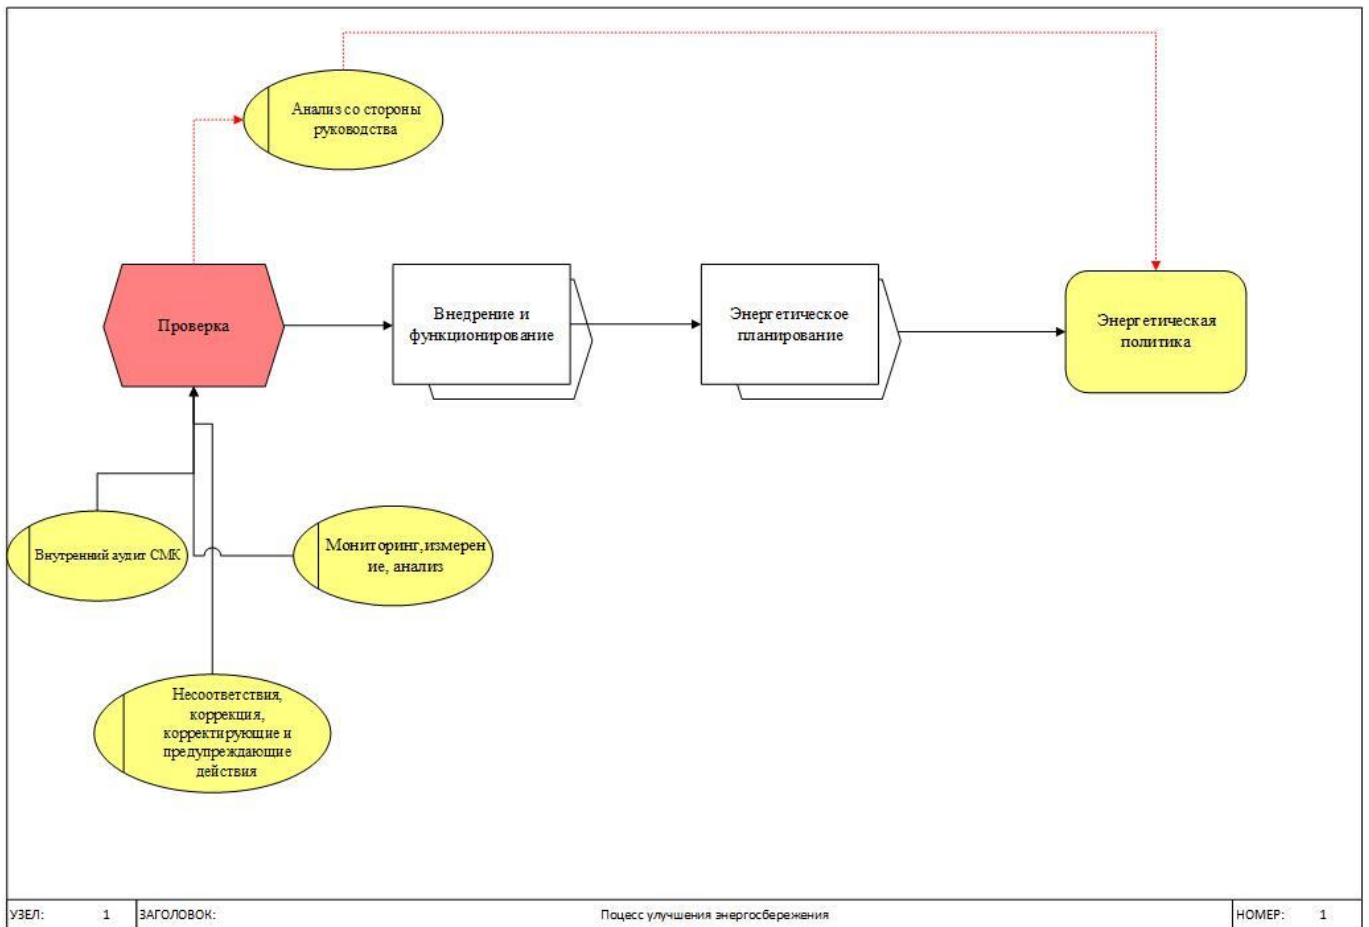 Анализ со стороны
руководства
Проверка
Внедрение и
функционирование
Энергетическое
планирование
Энергетическая
политика
Внутренний аудит СМК
Мониторинг,измерен
ие, анализ
Несоответствия,
коррекция,
корректирующие и
предупреждающие
действия
УЗЕЛ: 1 ЗАГОЛОВОК: Поцесс улучшения энергосбережения НОМЕР: 1